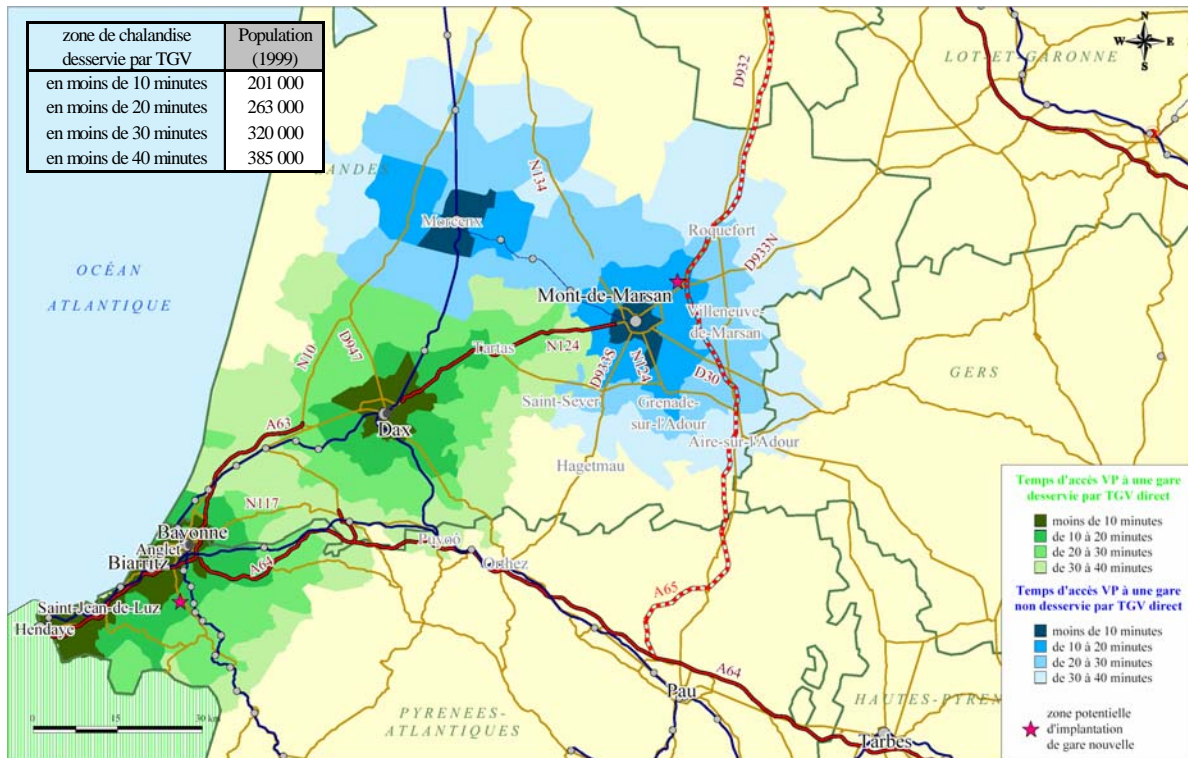 zone de chalandise
desservie par TGV
Population
(1999)
en moins de 10 minutes 201 000
en moins de 20 minutes 263 000
en moins de 30 minutes 320 000
en moins de 40 minutes 385 000
N
W E
S
LOT-ET-GARONNE
D932
LANDES
N134
Morcenx
Roquefort
D933N
OCÉAN
ATLANTIQUE
Mont-de-Marsan
Villeneuve-
de-Marsan
N10
D947
Tartas
N124
D933S
N124
D30
GERS
Saint-Sever
Grenade-
sur-l'Adour
A63
Dax
Aire-sur-l'Adour
Hagetmau
N117
Bayonne
Anglet
Biarritz
A64
Puyoô
Orthez
Saint-Jean-de-Luz
Hendaye
A65
A64
Pau
PYRENEES-
ATLANTIQUES
HAUTES-PYREN
Tarbes
0 15 30 km
Temps d'accès VP à une gare
desservie par TGV direct
moins de 10 minutes
de 10 à 20 minutes
de 20 à 30 minutes
de 30 à 40 minutes
Temps d'accès VP à une gare
non desservie par TGV direct
moins de 10 minutes
de 10 à 20 minutes
de 20 à 30 minutes
de 30 à 40 minutes
zone potentielle
d'implantation
de gare nouvelle